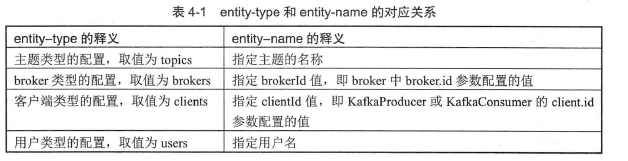 表 4-1 entity-type 和 entity-name 的对应关系
entity–type 的释义 entity–name 的释义
主题类型的配置，取值为 topics 指定主题的名称
broker 类型的配置，取值为 brokers 指定 brokerId 值，即 broker 中 broker.id 参数配置的值
客户端类型的配置，取值为 clients 指定 clientId 值，即 KafkaProducer 或 KafkaConsumer 的 client.id
参数配置的值
用户类型的配置，取值为 users 指定用户名